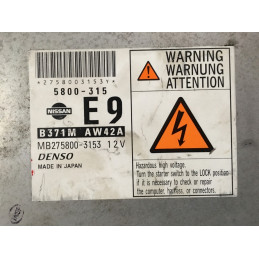 *2758003153Y*
5800-315
NISSAN
E9
B371M AW42A
MB275800-3153 12V
DENSO
MADE IN JAPAN
WARNING
WARNUNG
ATTENTION
Hazardous high voltage.
Turn the starter switch to the LOCK position
if it is necessary to check or repair
the computer, harness, or connectors.